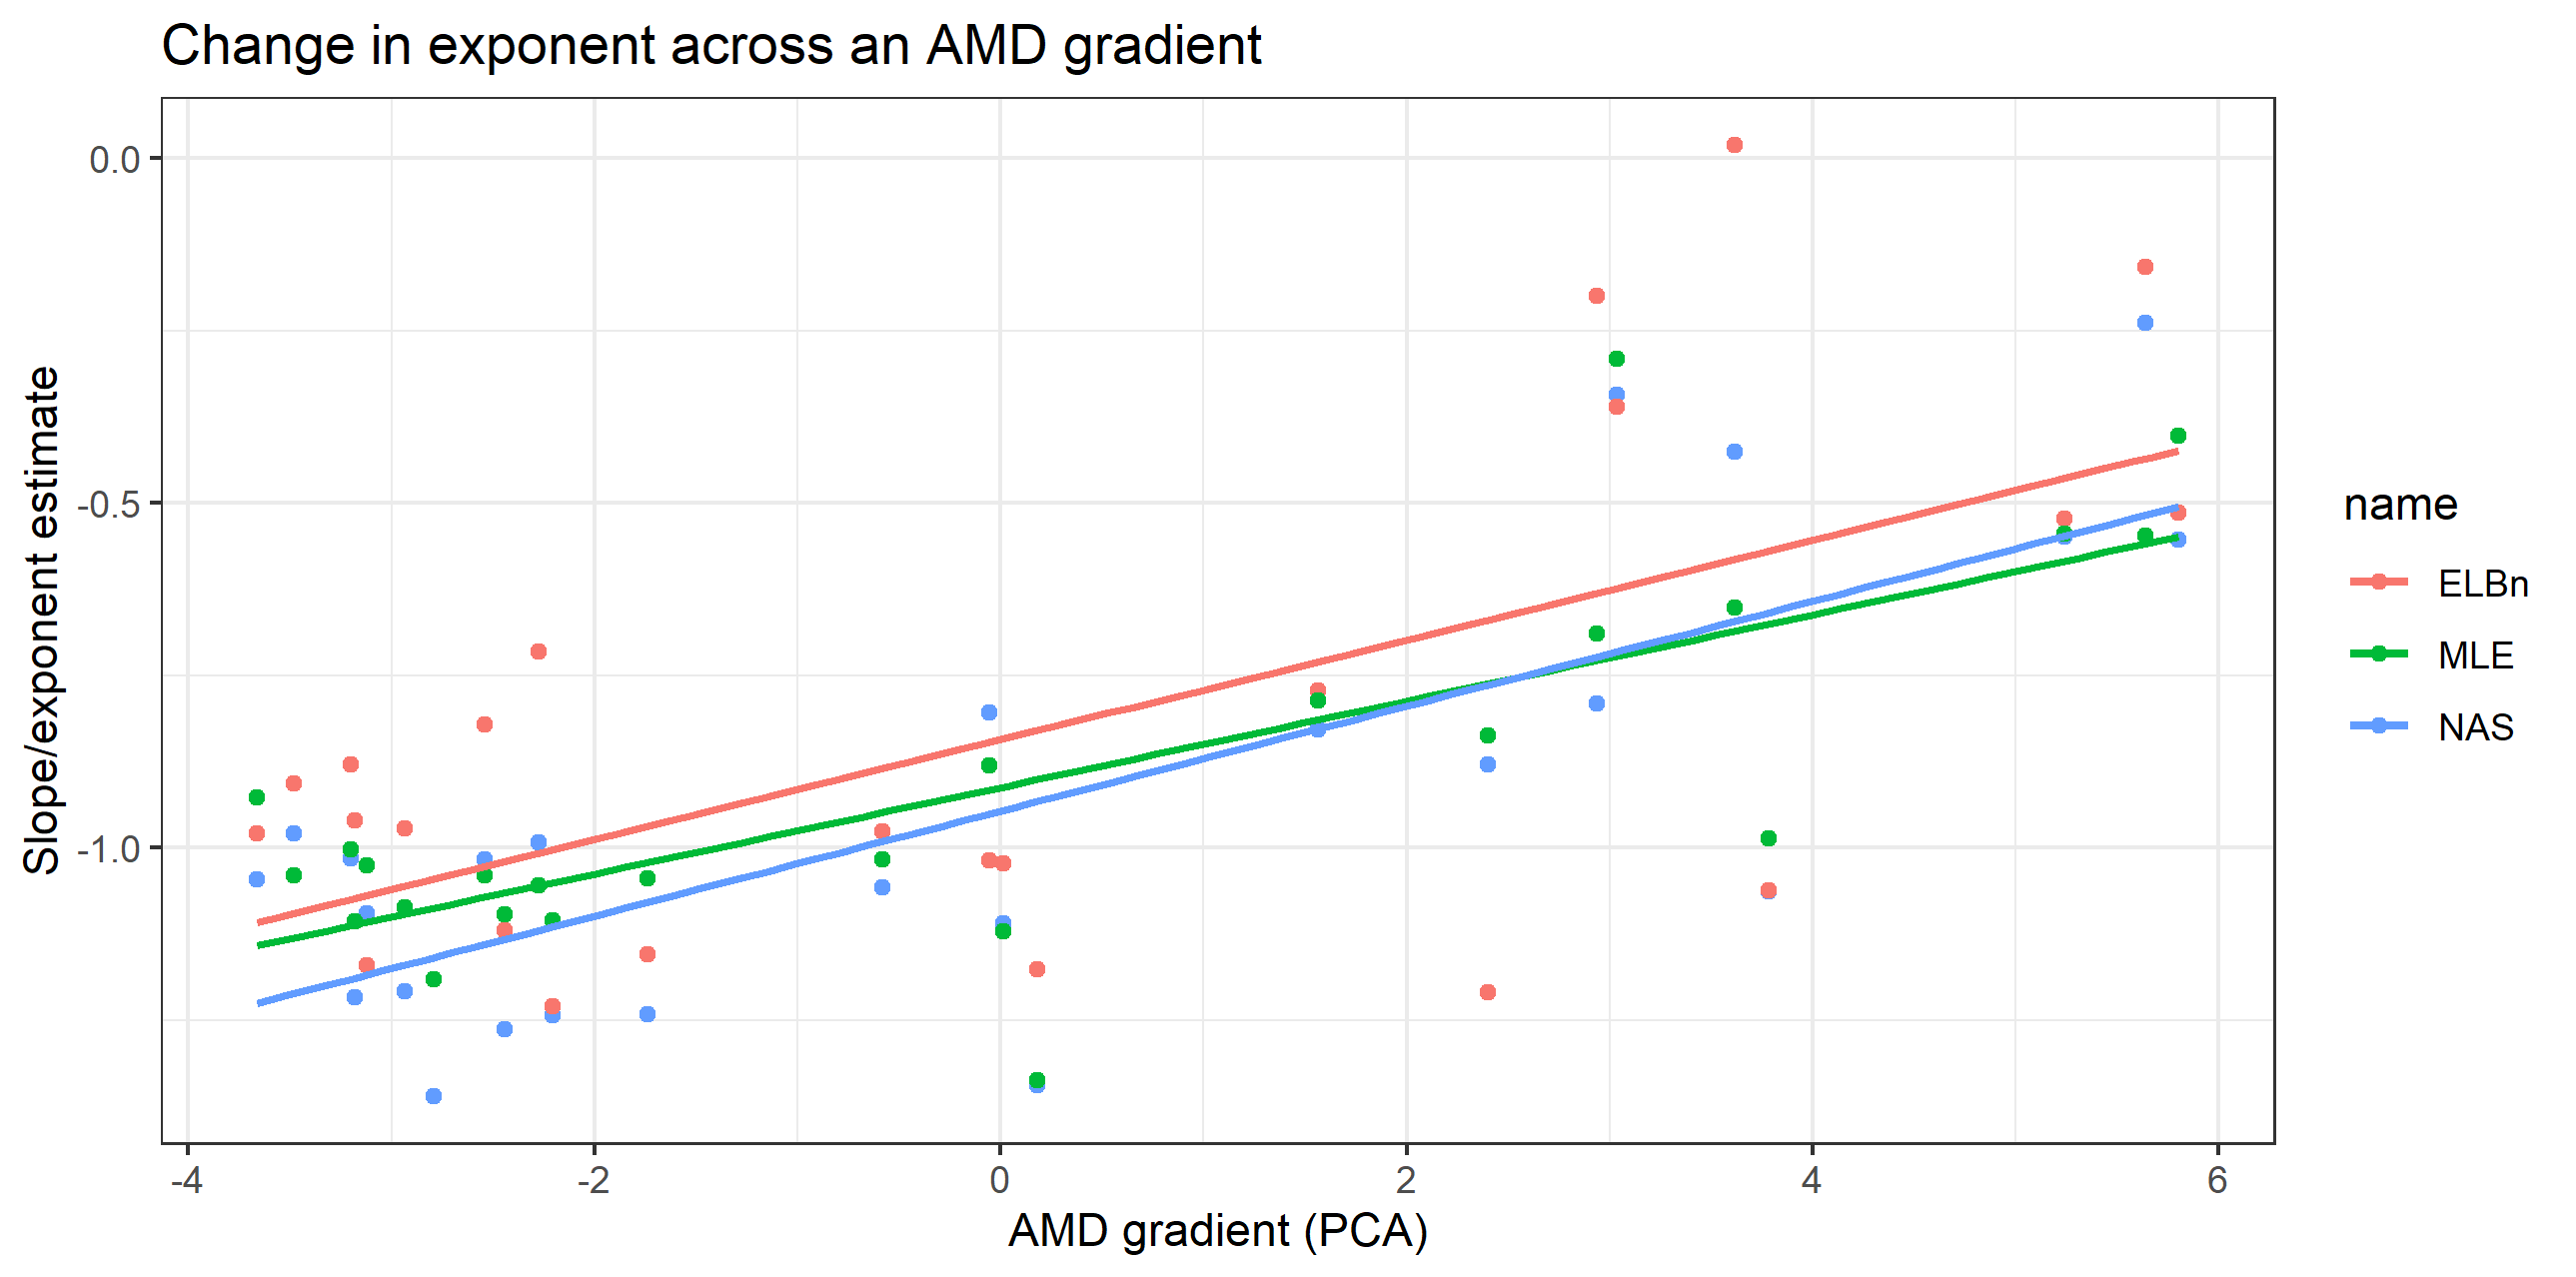 Change in exponent across an AMD gradient
Slope/exponent estimate
0.0
-0.5
-1.0
-4
-2
0
2
4
6
AMD gradient (PCA)
name
ELBn
MLE
NAS